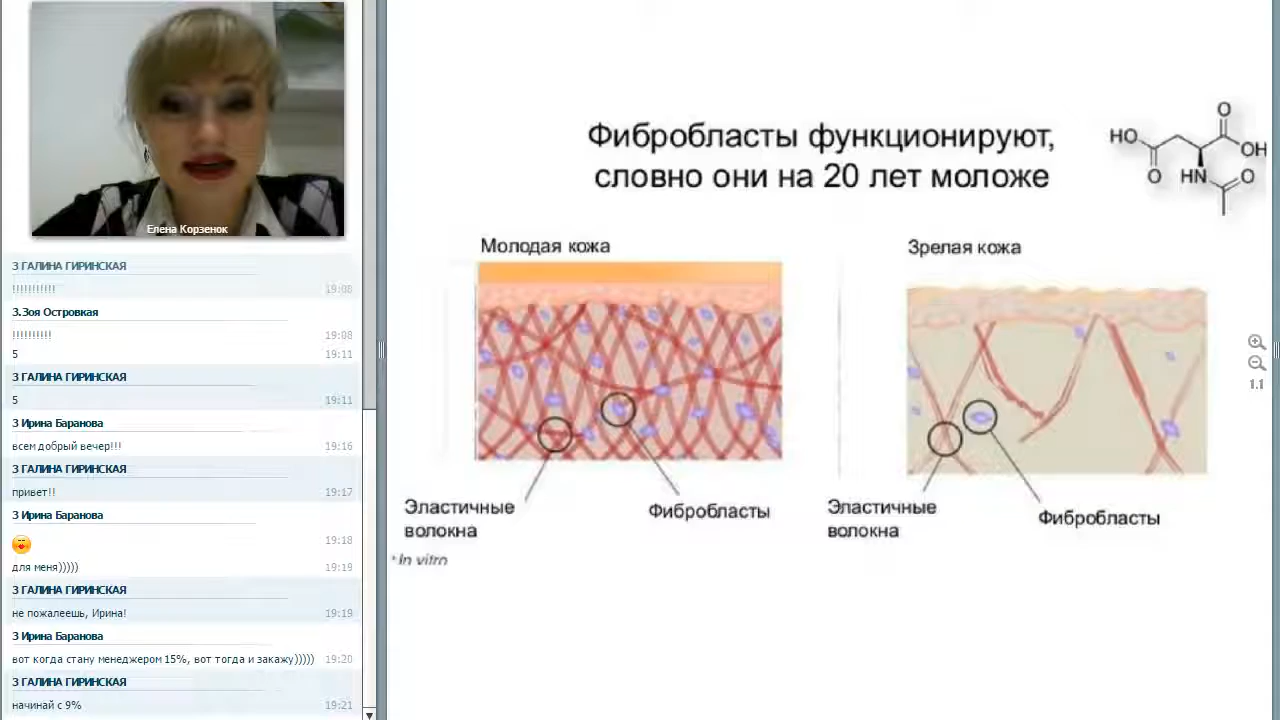 Елена Корзенок
3 ГАЛИНА ГИРИНСКАЯ
!!!!!!!!!!! 19:08
3.Зоя Островкая
!!!!!!!!!! 19:08
5 19:11
3 ГАЛИНА ГИРИНСКАЯ
5 19:11
3 Ирина Баранова
всем добрый вечер!!! 19:16
3 ГАЛИНА ГИРИНСКАЯ
привет!! 19:17
3 Ирина Баранова
19:18
для меня))))) 19:19
3 ГАЛИНА ГИРИНСКАЯ
не пожалеешь, Ирина! 19:19
3 Ирина Баранова
вот когда стану менеджером 15%, вот тогда и закажу))))) 19:20
3 ГАЛИНА ГИРИНСКАЯ
начинай с 9% 19:21
Фибробласты функционируют,
словно они на 20 лет моложе
O
HO
OH
O
HN
O
Молодая кожа
Зрелая кожа
Эластичные
волокна
Фибробласты
Эластичные
волокна
Фибробласты
*In vitro
1.1